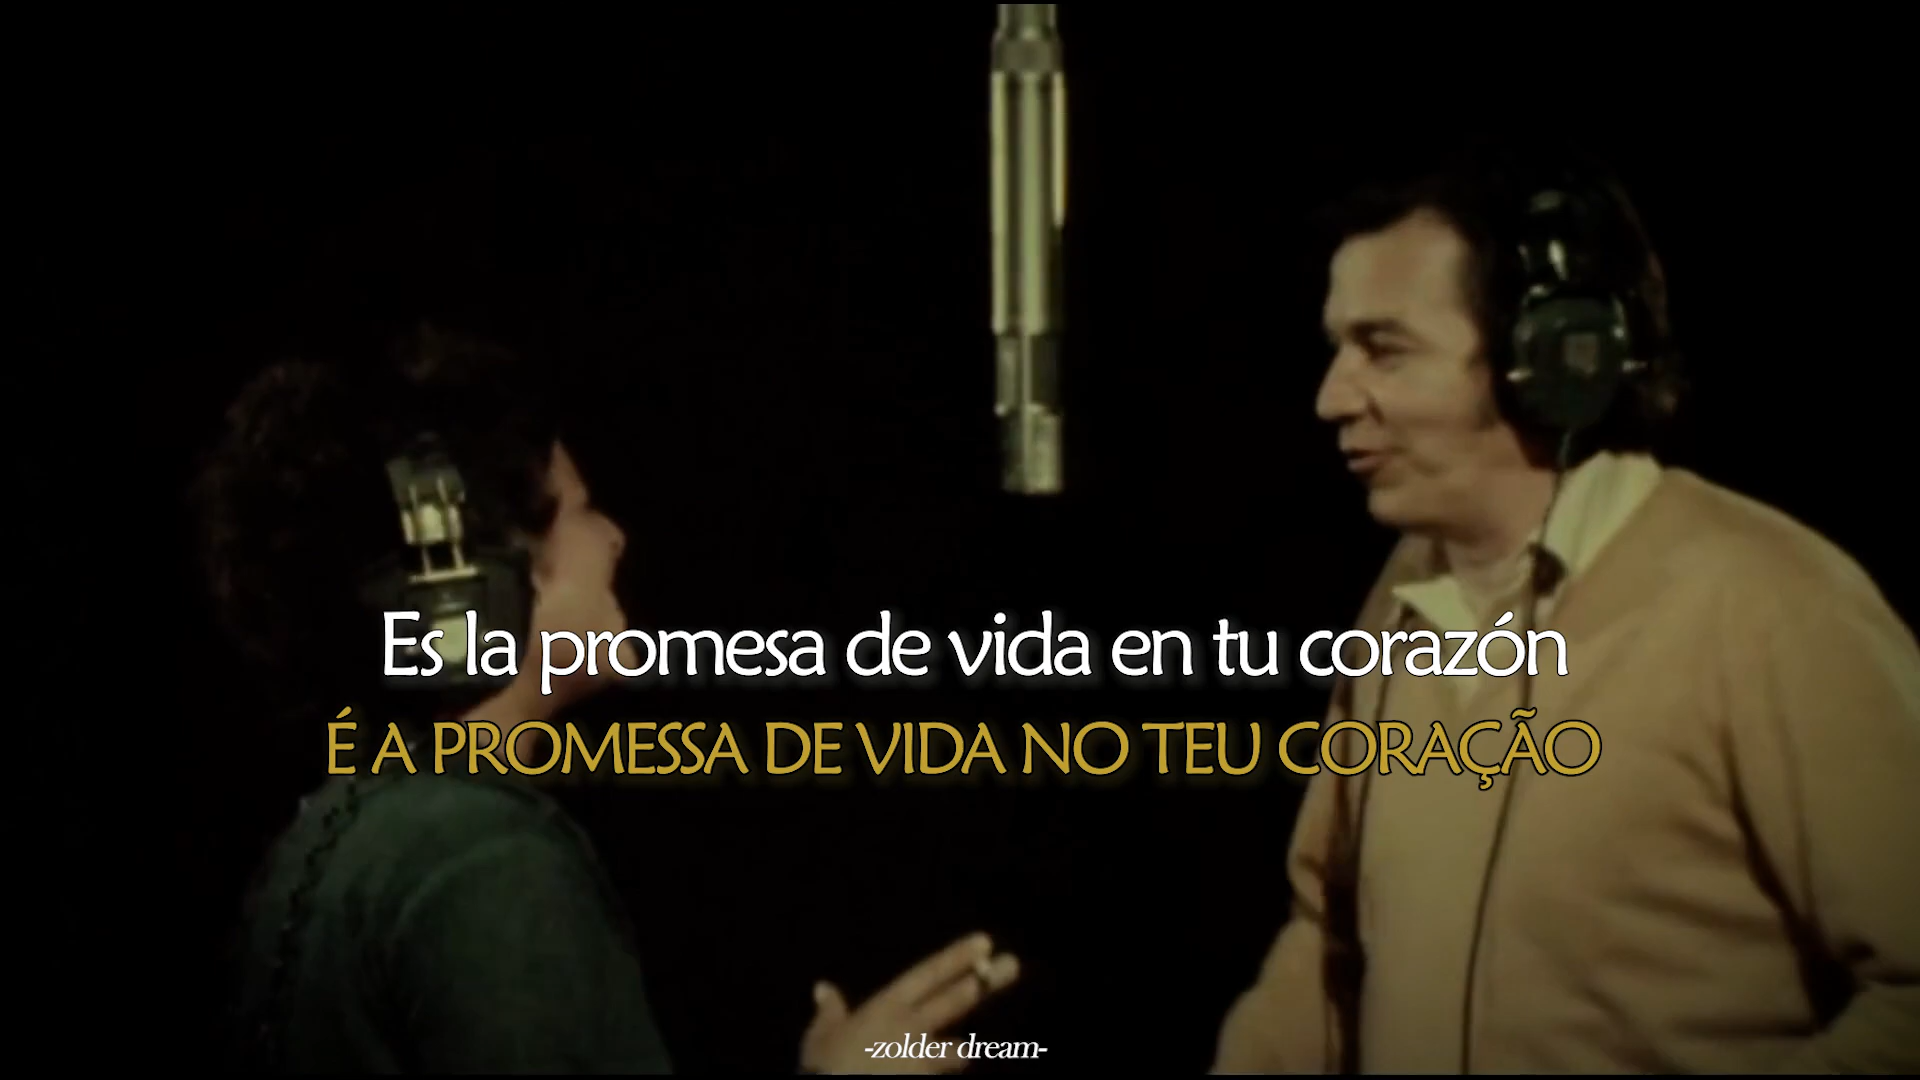 Es la promesa de vida en tu corazón
É A PROMESSA DE VIDA NO TEU CORAÇÃO
-zolder dream-